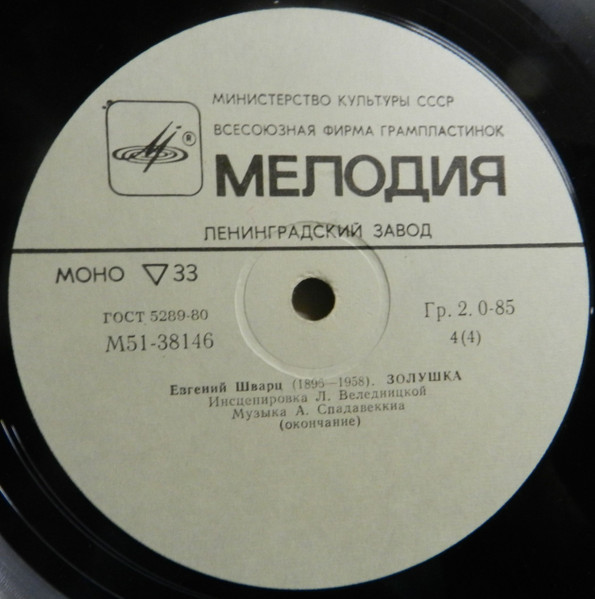 МИНИСТЕРСТВО КУЛЬТУРЫ СССР
ВСЕСОЮЗНАЯ ФИРМА ГРАМПЛАСТИНОК
®
МЕЛОДИЯ
ЛЕНИНГРАДСКИЙ ЗАВОД
МОНО ▽ 33
ГОСТ 5289-80
М51-38146
Гр. 2. 0-85
4(4)
Евгений Шварц (1896—1958). ЗОЛУШКА
Инсценировка Л. Веледницкой
Музыка А. Спадавеккиа
(окончание)